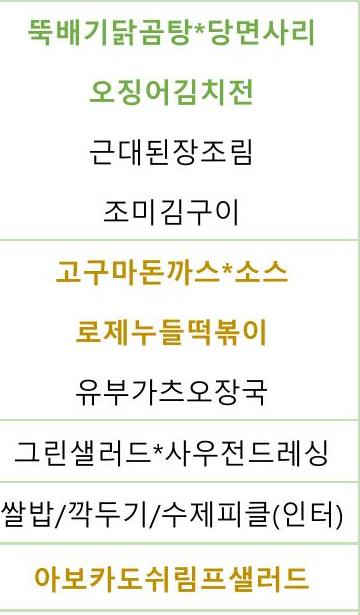 뚝배기닭곰탕*당면사리
오징어김치전
근대된장조림
조미김구이
고구마돈까스*소스
로제누들떡볶이
유부가츠오장국
그린샐러드*사우전드레싱
쌀밥/깍두기/수제피클(인터)
아보카도쉬림프샐러드